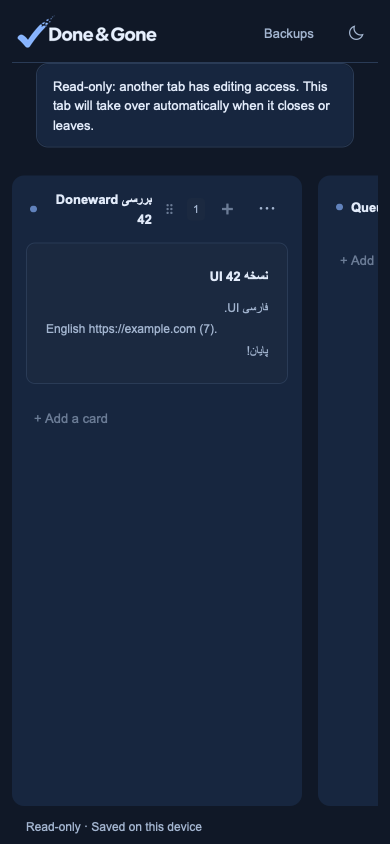 Done & Gone
Backups
Read-only: another tab has editing access. This
tab will take over automatically when it closes or
leaves.
بررسی Doneward
42
1
+
Queu
+ Add
نسخه 42 UI
فارسی UI.
English https://example.com (7).
پایان!
+ Add a card
Read-only · Saved on this device